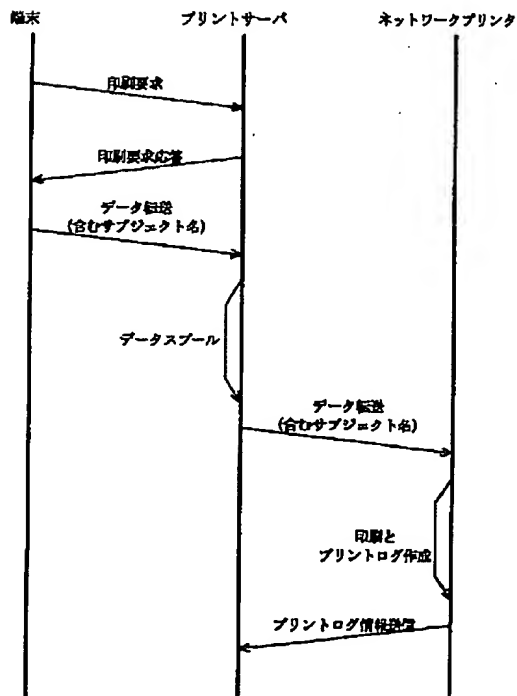 端末 プリントサーバ ネットワークプリンタ
印刷要求
印刷要求応答
データ転送
(含むサブジェクト名)
データスプール
データ転送
(含むサブジェクト名)
印刷と
プリントログ作成
プリントログ情報送信